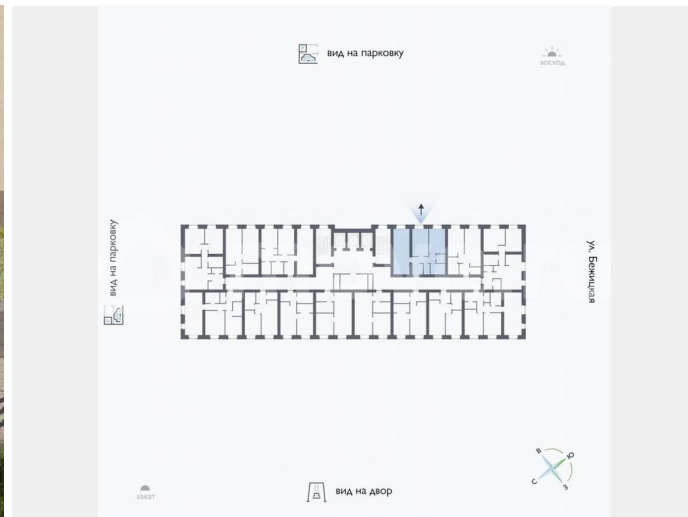 вид на парковку
восход
вид на парковку
ул. Бежицкая
В
Ю
С
З
закат
вид на двор